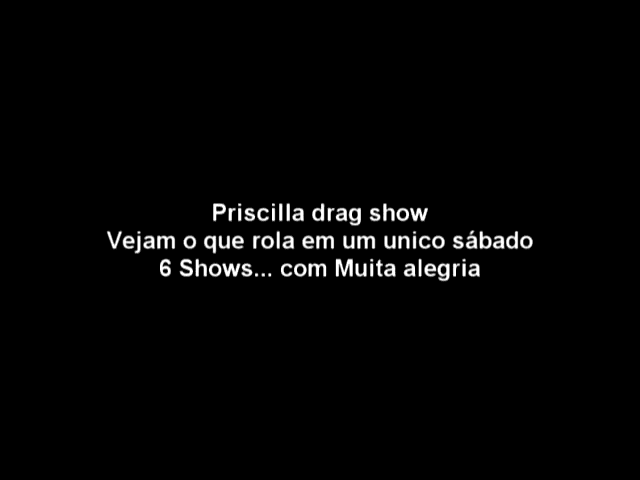 Priscilla drag show
Vejam o que rola em um unico sábado
6 Shows... com Muita alegria